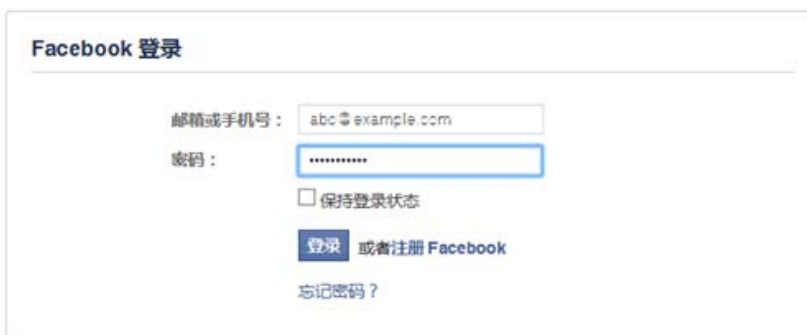 Facebook 登录
邮箱或手机号： abc@example.com
密码： •••••••••••
保持登录状态
登录 或者注册 Facebook
忘记密码？